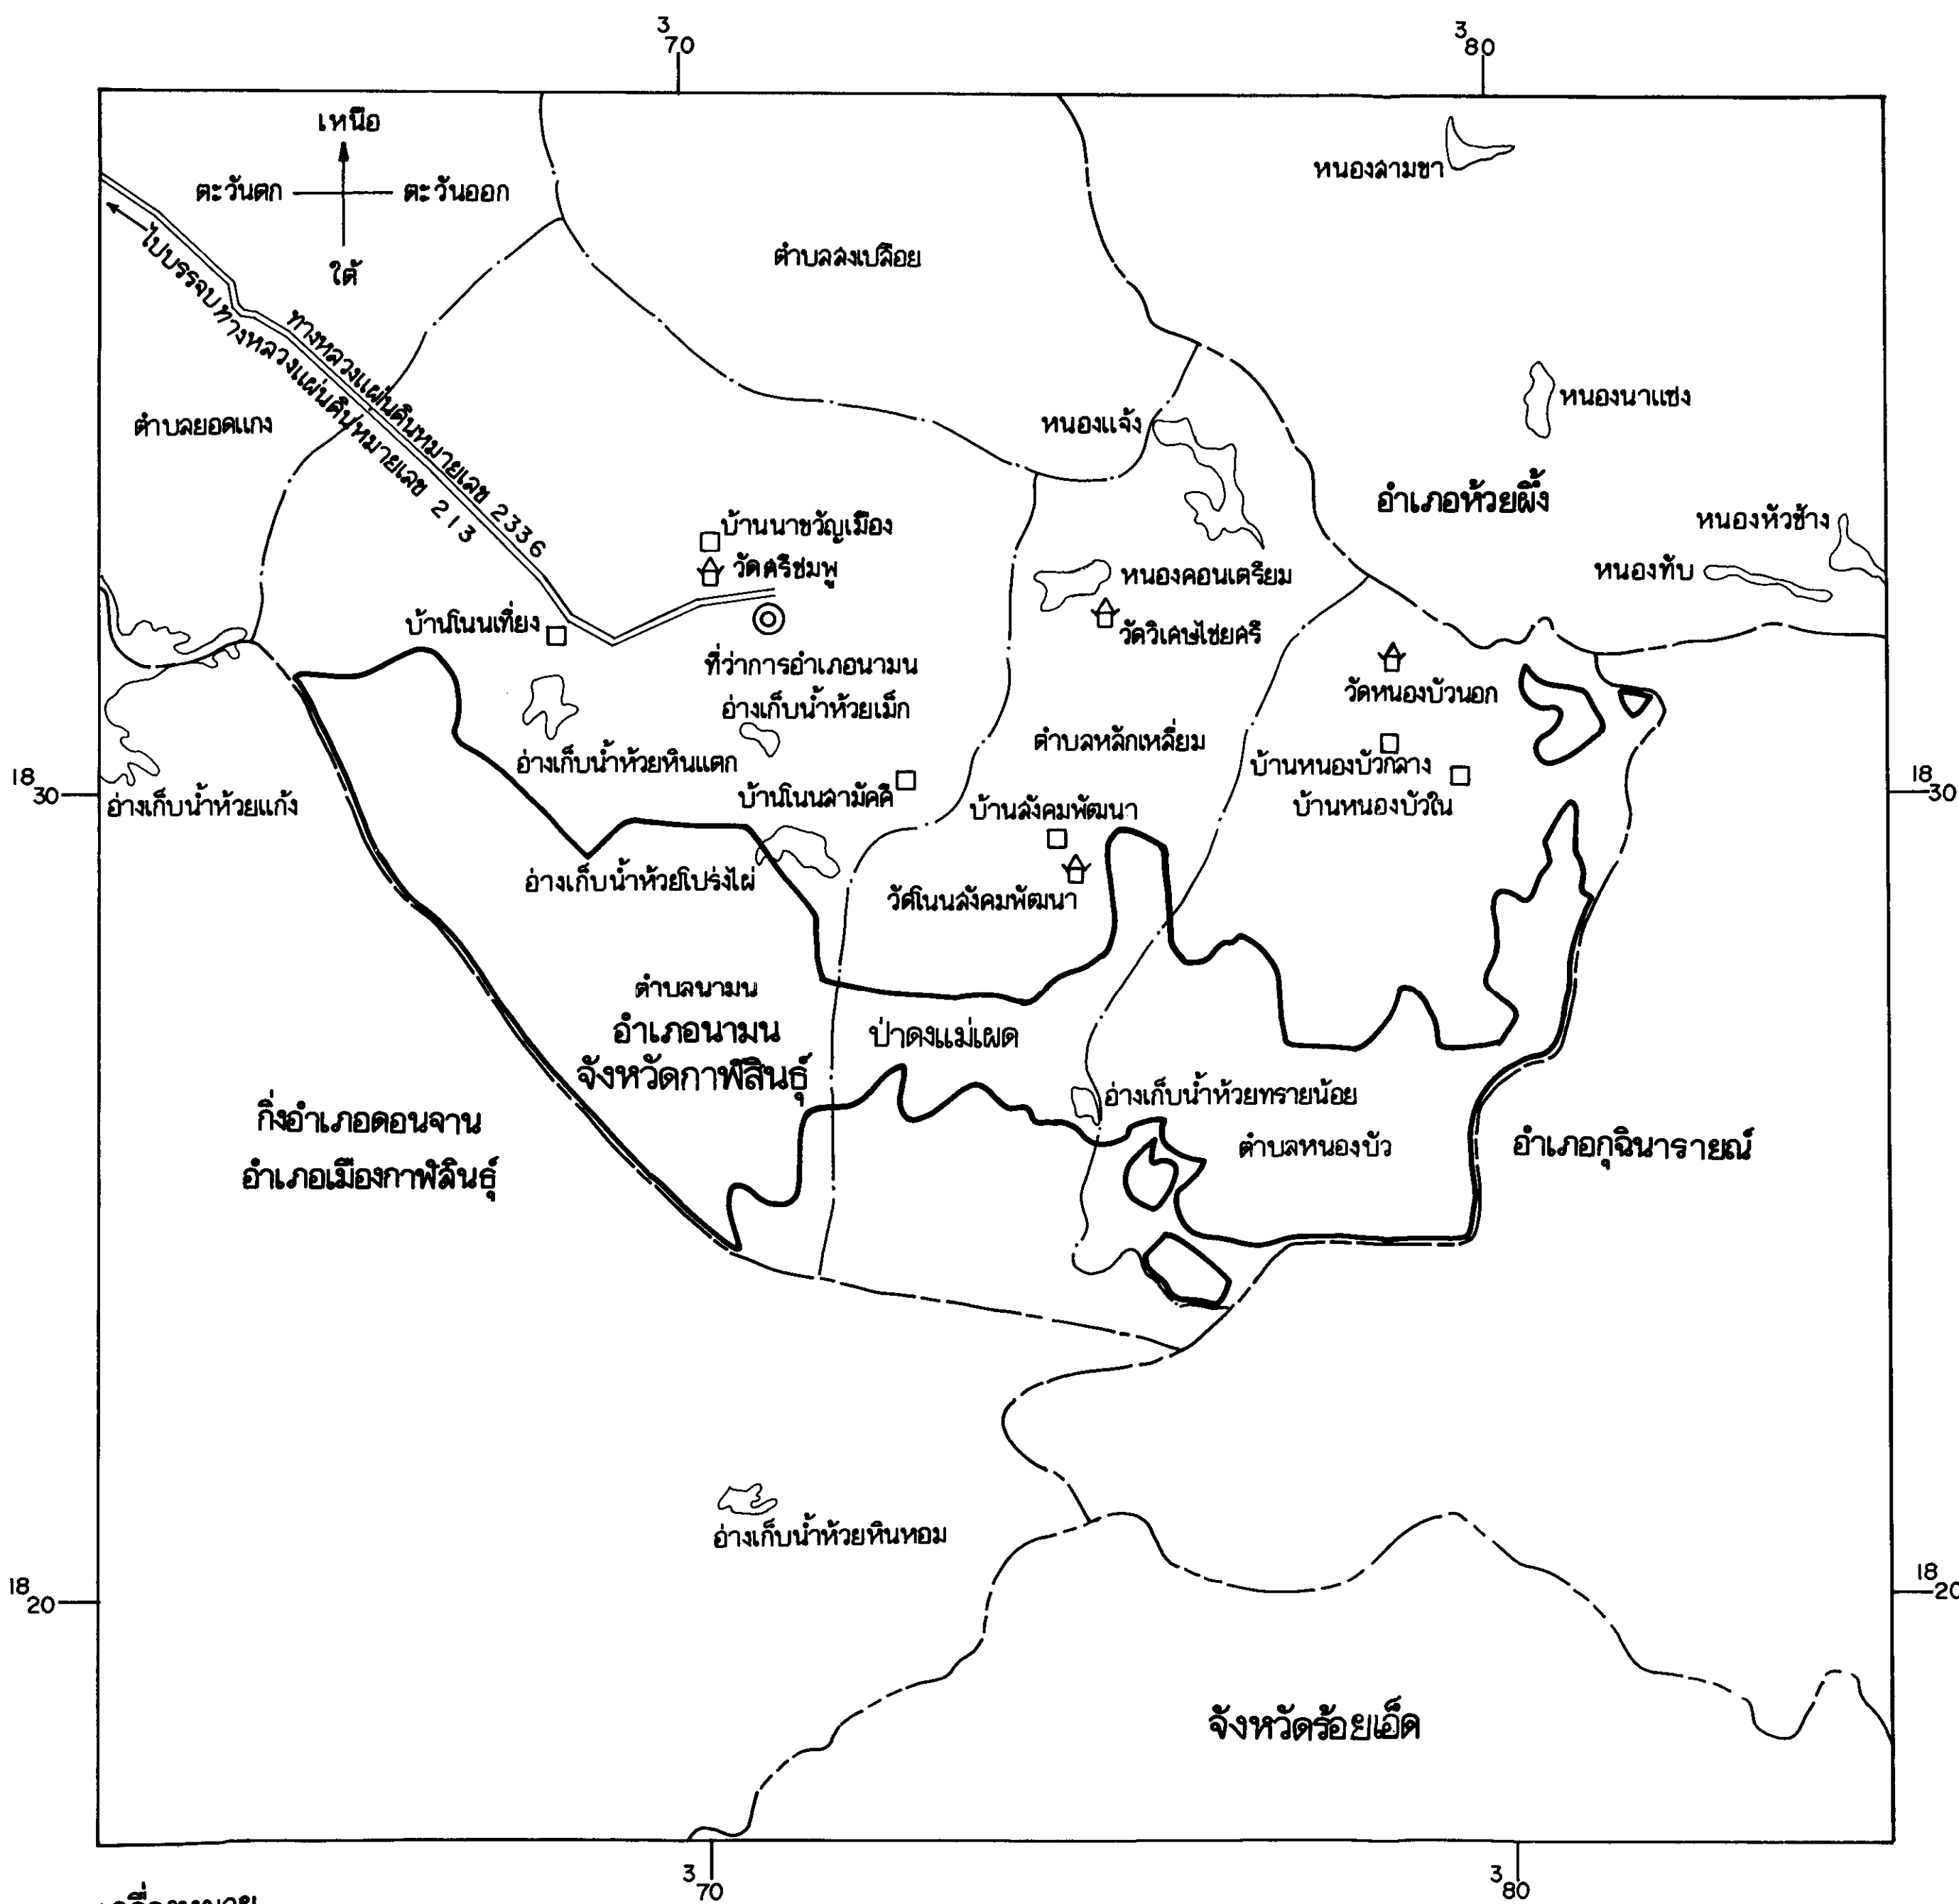 3 70
3 80
เหนือ
ตะวันตก
ตะวันออก
ใต้
หนองสามขา
ตำบลสงเปลือย
ไปบรรจบทางหลวงแผ่นดินหมายเลข 213
ทางหลวงแผ่นดินหมายเลข 2336
ตำบลยอดแกง
หนองแจ้ง
หนองนาแซง
อำเภอห้วยผึ้ง
บ้านนาขวัญเมือง
วัดศรีชมพู
หนองหัวช้าง
หนองคอนเตรียม
หนองทับ
บ้านโนนเที่ยง
วัดวิเศษไชยศรี
ที่ว่าการอำเภอนามน
อ่างเก็บน้ำห้วยเม็ก
วัดหนองบัวนอก
ตำบลหลักเหลี่ยม
อ่างเก็บน้ำห้วยหินแตก
บ้านหนองบัวกลาง
18 30
18 30
อ่างเก็บน้ำห้วยแก้ง
บ้านโนนสามัคคี
บ้านสังคมพัฒนา
บ้านหนองบัวใน
อ่างเก็บน้ำห้วยโปร่งไผ่
วัดโนนสังคมพัฒนา
ตำบลนามน
อำเภอนามน
จังหวัดกาฬสินธุ์
ป่าดงแม่เผด
กิ่งอำเภอดอนจาน
อำเภอเมืองกาฬสินธุ์
อ่างเก็บน้ำห้วยทรายน้อย
ตำบลหนองบัว
อำเภอกุฉินารายณ์
อ่างเก็บน้ำห้วยหินหอม
18 20
18 20
จังหวัดร้อยเอ็ด
3 70
3 80